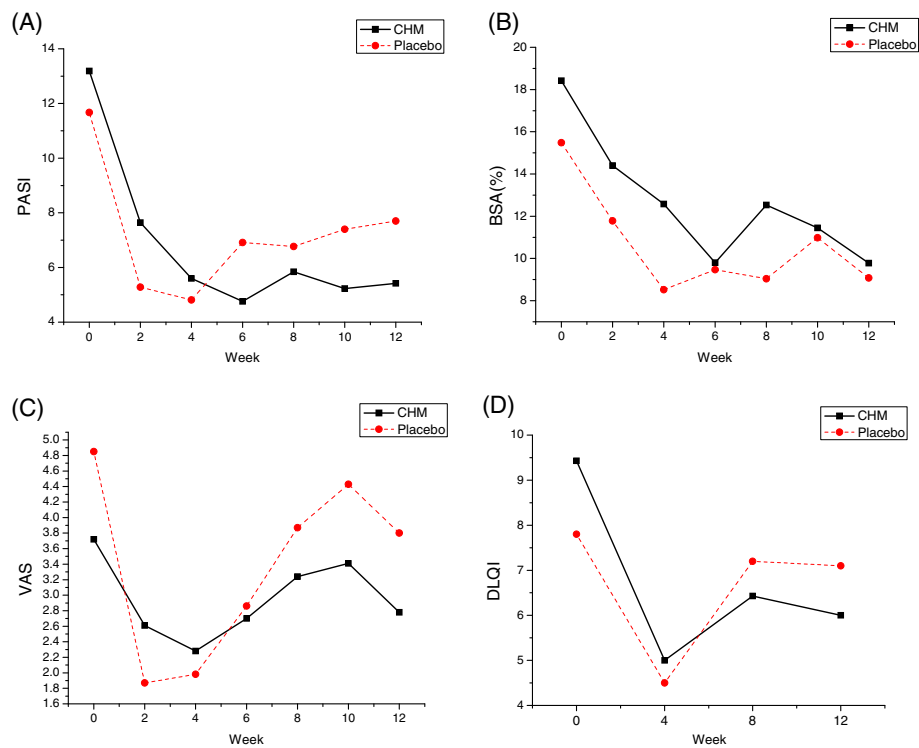 (A)
CHM
Placebo
14
12
10
8
6
4
PASI
0 2 4 6 8 10 12
Week
(B)
CHM
Placebo
20
18
16
14
12
10
8
BSA(%)
0 2 4 6 8 10 12
Week
(C)
CHM
Placebo
5.0
4.8
4.6
4.4
4.2
4.0
3.8
3.6
3.4
3.2
3.0
2.8
2.6
2.4
2.2
2.0
1.8
1.6
VAS
0 2 4 6 8 10 12
Week
(D)
CHM
Placebo
10
9
8
7
6
5
4
DLQI
0 4 8 12
Week